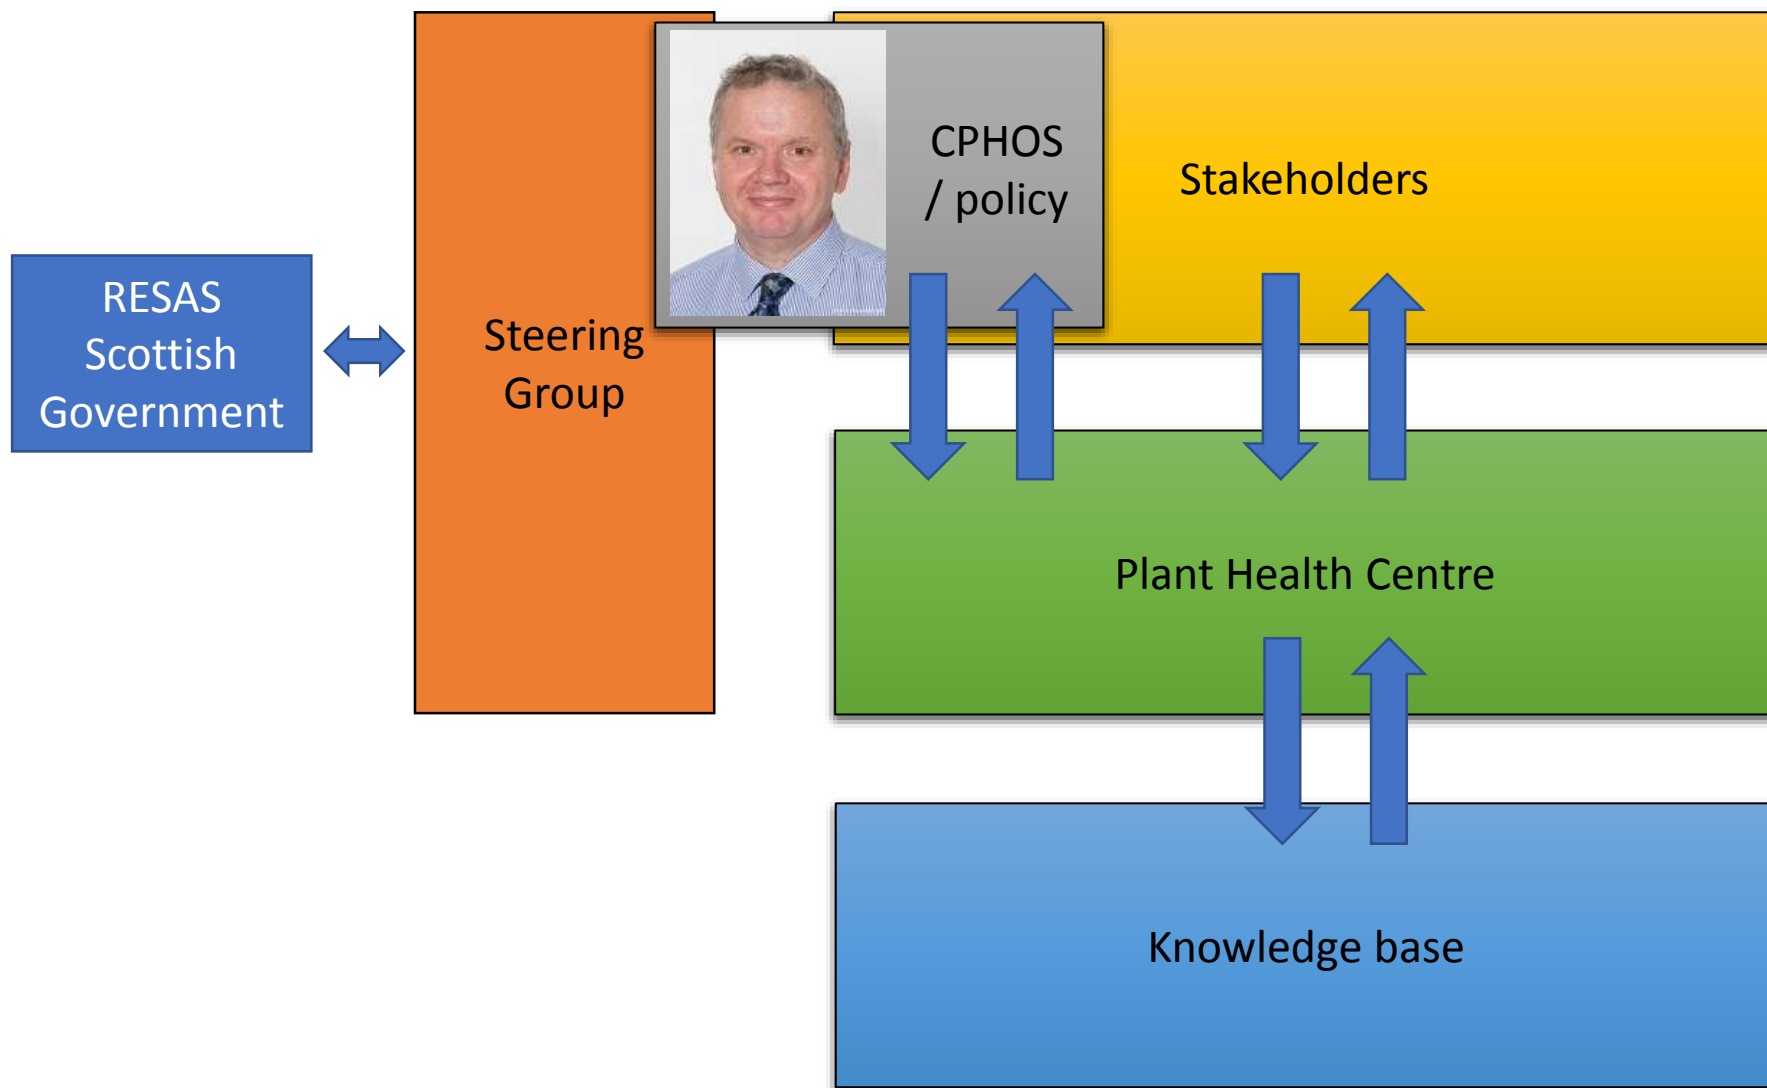 RESAS
Scottish
Government
Steering
Group
CPHOS
/ policy
Stakeholders
Plant Health Centre
Knowledge base